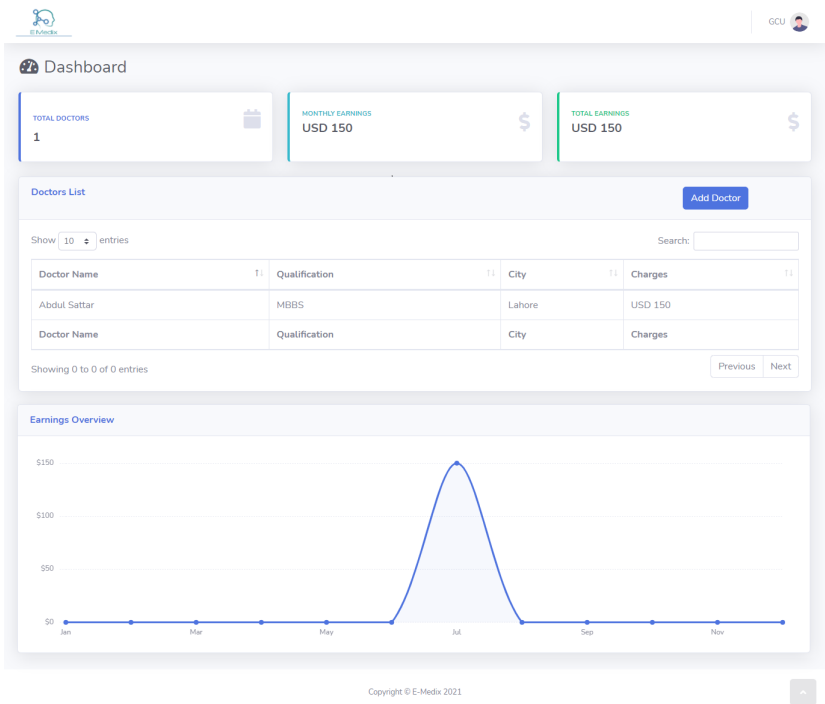 E-Medix
GCU
Dashboard
TOTAL DOCTORS
1
MONTHLY EARNINGS
USD 150
TOTAL EARNINGS
USD 150
Doctors List
Add Doctor
Show 10 entries
Search:
Doctor Name Qualification City Charges
Abdul Sattar MBBS Lahore USD 150
Doctor Name Qualification City Charges
Showing 0 to 0 of 0 entries
Previous Next
Earnings Overview
$150
$100
$50
$0
Jan Mar May Jul Sep Nov
Copyright © E-Medix 2021